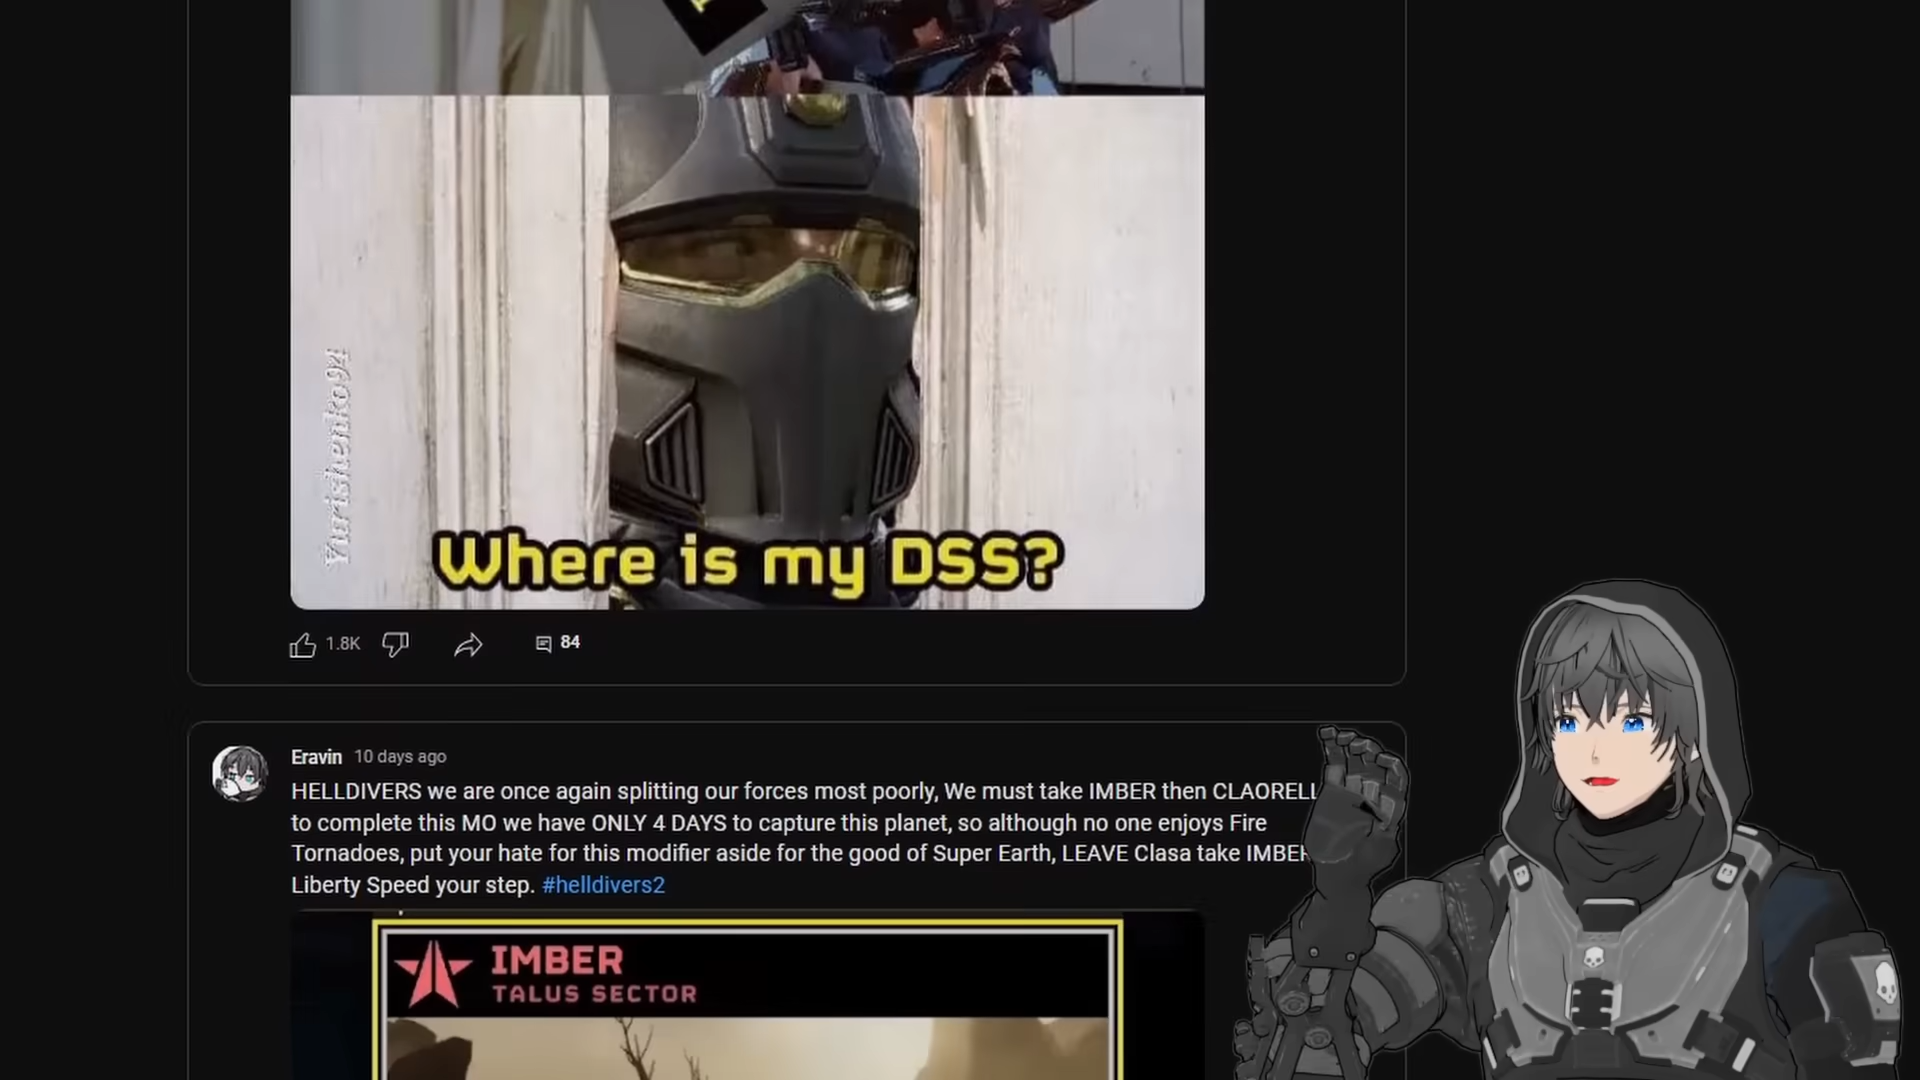 Yurishenko94
Where is my DSS?
1.8K
84
Eravin 10 days ago
HELLDIVERS we are once again splitting our forces most poorly, We must take IMBER then CLAORELL
to complete this MO we have ONLY 4 DAYS to capture this planet, so although no one enjoys Fire
Tornadoes, put your hate for this modifier aside for the good of Super Earth, LEAVE Clasa take IMBER
Liberty Speed your step. #helldivers2
IMBER
TALUS SECTOR